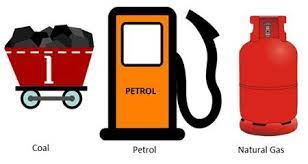 1
PETROL
Coal
Petrol
Natural Gas